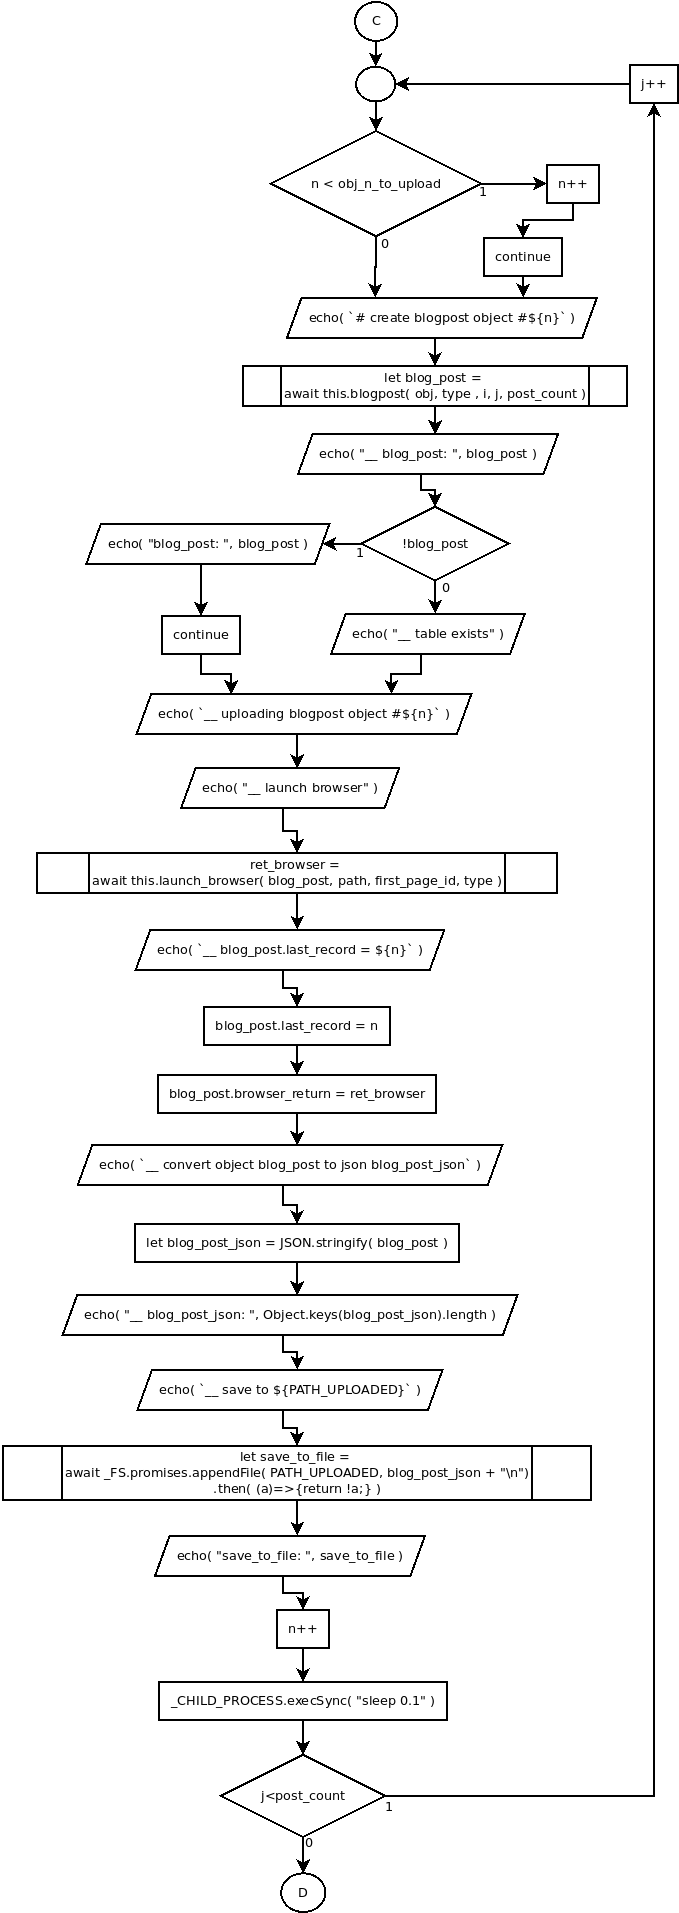 C
j++
n < obj_n_to_upload
1
n++
0
continue
echo( `# create blogpost object #${n}` )
let blog_post =
await this.blogpost( obj, type , i, j, post_count )
echo( "__ blog_post: ", blog_post )
echo( "blog_post: ", blog_post )
1
!blog_post
0
continue
echo( "__ table exists" )
echo( `__ uploading blogpost object #${n}` )
echo( "__ launch browser" )
ret_browser =
await this.launch_browser( blog_post, path, first_page_id, type )
echo( `__ blog_post.last_record = ${n}` )
blog_post.last_record = n
blog_post.browser_return = ret_browser
echo( `__ convert object blog_post to json blog_post_json` )
let blog_post_json = JSON.stringify( blog_post )
echo( "__ blog_post_json: ", Object.keys(blog_post_json).length )
echo( `__ save to ${PATH_UPLOADED}` )
let save_to_file =
await _FS.promises.appendFile( PATH_UPLOADED, blog_post_json + "\n")
.then( (a)=>{return !a;} )
echo( "save_to_file: ", save_to_file )
n++
_CHILD_PROCESS.execSync( "sleep 0.1" )
j<post_count
1
0
D